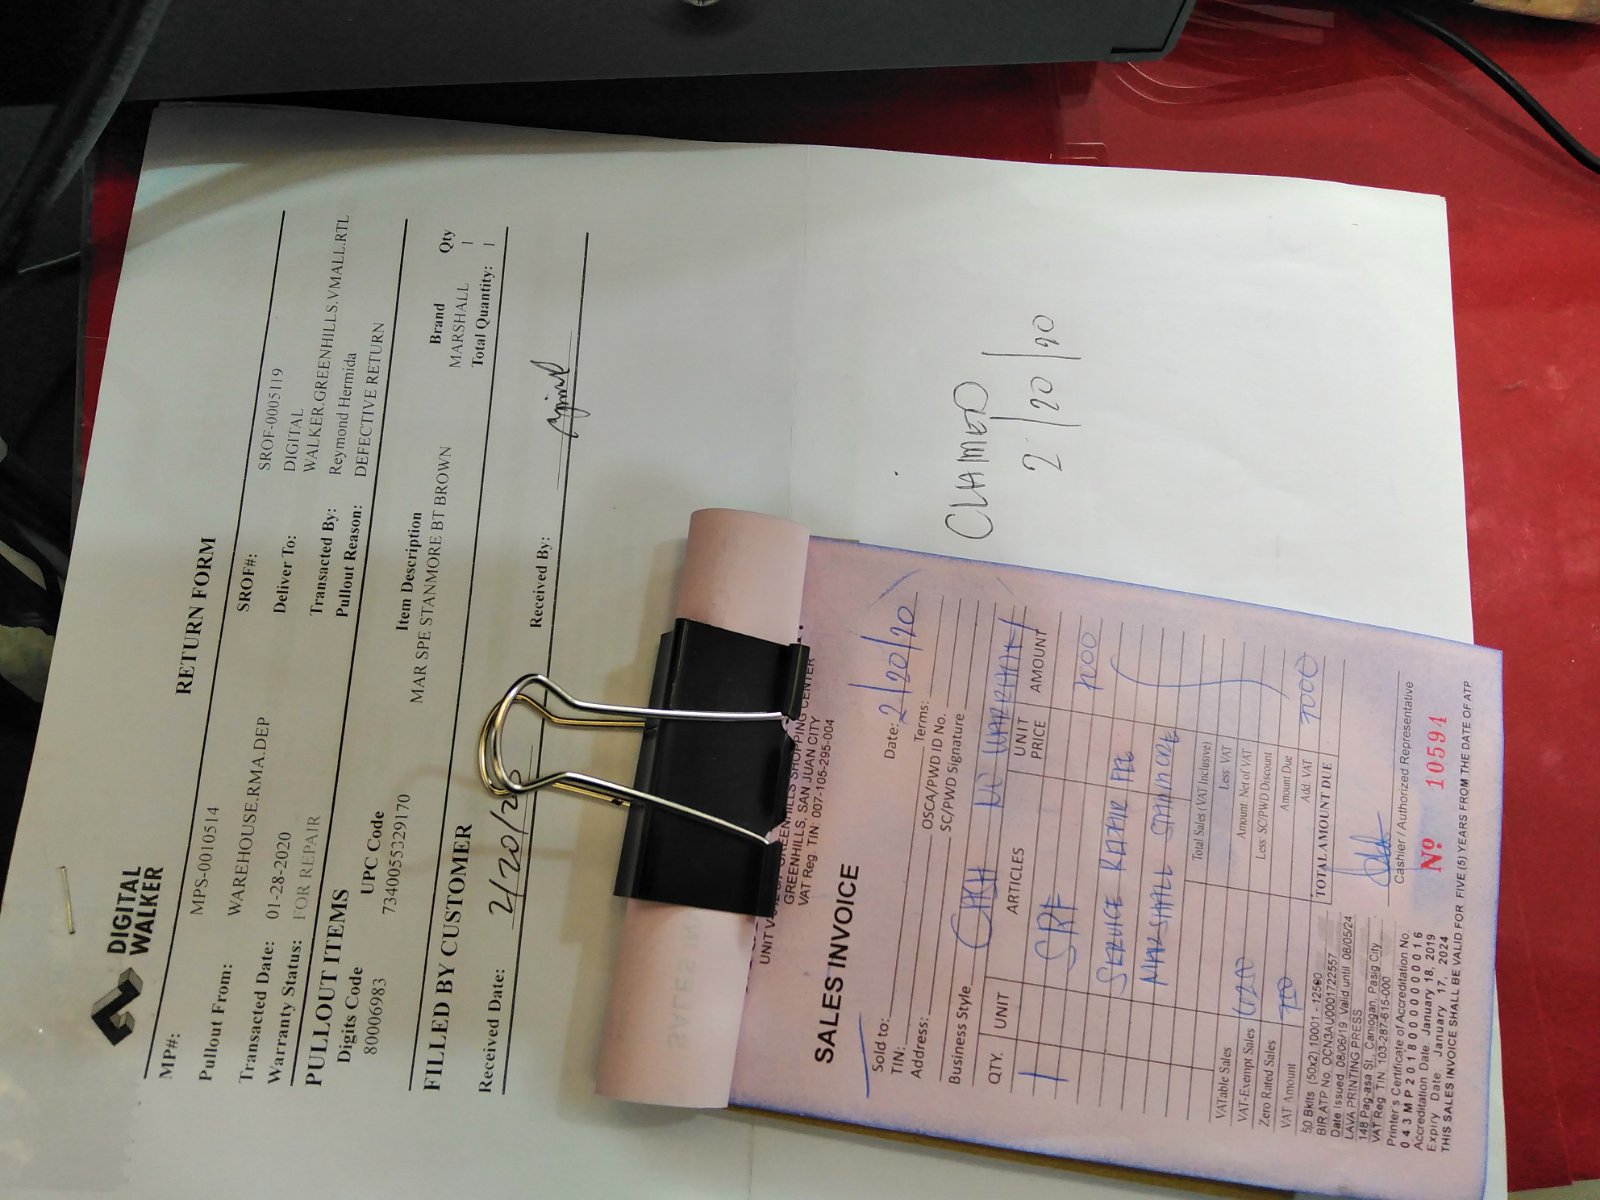 DIGITAL
WALKER
RETURN FORM
MP#: MPS-0010514 SROF#: SROF-0005119
Pullout From: WAREHOUSE.RMA.DEP Deliver To: DIGITAL
WALKER.GREENHILLS.VMALL.RTL
Transacted Date: 01-28-2020 Transacted By: Reymond Hermida
Warranty Status: FOR REPAIR Pullout Reason: DEFECTIVE RETURN
PULLOUT ITEMS
Digits Code UPC Code Item Description Brand Qty
800006983 7340055329170 MAR SPE STANMORE BT BROWN MARSHALL 1
Total Quantity: 1
FILLED BY CUSTOMER
Received Date: 2/20/20 Received By:
CLAIMED
2/20/20
GREENHILLS SHOPPING CENTER
GREENHILLS, SAN JUAN CITY
VAT Reg. TIN: 007-105-295-004
SALES INVOICE
Date: 2/20/20
Sold to:
TIN: Terms:
Address: OSCA/PWD ID No.
SC/PWD Signature
Business Style CASH NO WARRANTY
QTY. UNIT ARTICLES UNIT PRICE AMOUNT
1 SRF
SERVICE REPAIR FEE 7000
MARSHALL STANMORE
VATable Sales Total Sales (VAT Inclusive)
VAT-Exempt Sales Less VAT
Zero Rated Sales Amount Net of VAT
VAT Amount 750 Less SC/PWD Discount
Amount Due
Add VAT
TOTAL AMOUNT DUE 7000
50 Bklts (50x2) 10001 - 12500
BIR ATP No. OCN3AU0001722557
Date Issued 08/06/19 Valid until 08/05/24
LAVA PRINTING PRESS
148 Pag-asa St., Caniogan, Pasig City
VAT Reg. TIN 103-287-615-000
Printer's Certificate of Accreditation No.
043MP20180000000016
Accreditation Date January 18, 2019
Expiry Date January 17, 2024
Cashier / Authorized Representative
Nº 10594
THIS SALES INVOICE SHALL BE VALID FOR FIVE (5) YEARS FROM THE DATE OF ATP